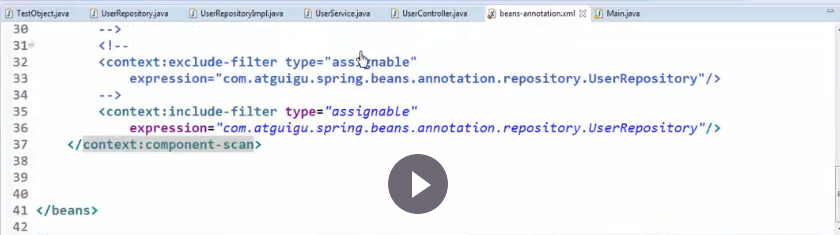 TestObject.java UserRepository.java UserRepositoryImpl.java UserService.java UserController.java beans-annotation.xml Main.java
30 -->
31 <!--
32 <context:exclude-filter type="assignable"
33 expression="com.atguigu.spring.beans.annotation.repository.UserRepository"/>
34 -->
35 <context:include-filter type="assignable"
36 expression="com.atguigu.spring.beans.annotation.repository.UserRepository"/>
37 </context:component-scan>
38
39
40
41 </beans>
42